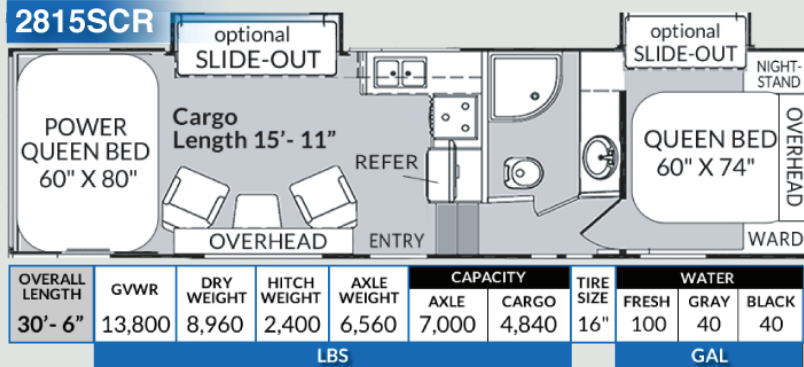 2815SCR
optional
SLIDE-OUT
optional
SLIDE-OUT
NIGHT-
STAND
Cargo
Length 15'- 11"
POWER
QUEEN BED
60" X 80"
REFER
QUEEN BED
60" X 74"
OVERHEAD
OVERHEAD
ENTRY
WARD
OVERALL
LENGTH
30'- 6"
GVWR
13,800
DRY
WEIGHT
8,960
HITCH
WEIGHT
2,400
AXLE
WEIGHT
6,560
CAPACITY
AXLE
7,000
CARGO
4,840
TIRE
SIZE
16"
WATER
FRESH
100
GRAY
40
BLACK
40
LBS
GAL